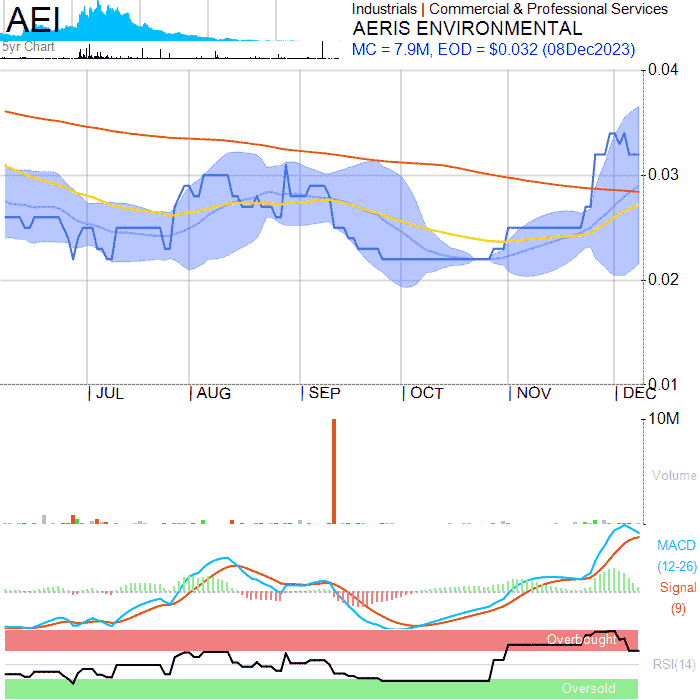 AEI
5yr Chart
Industrials | Commercial & Professional Services
AERIS ENVIRONMENTAL
MC = 7.9M, EOD = $0.032 (08Dec2023)
0.04
0.03
0.02
0.01
JUL AUG SEP OCT NOV DEC
10M
Volume
MACD
(12-26)
Signal
(9)
Overbought
RSI(14)
Oversold